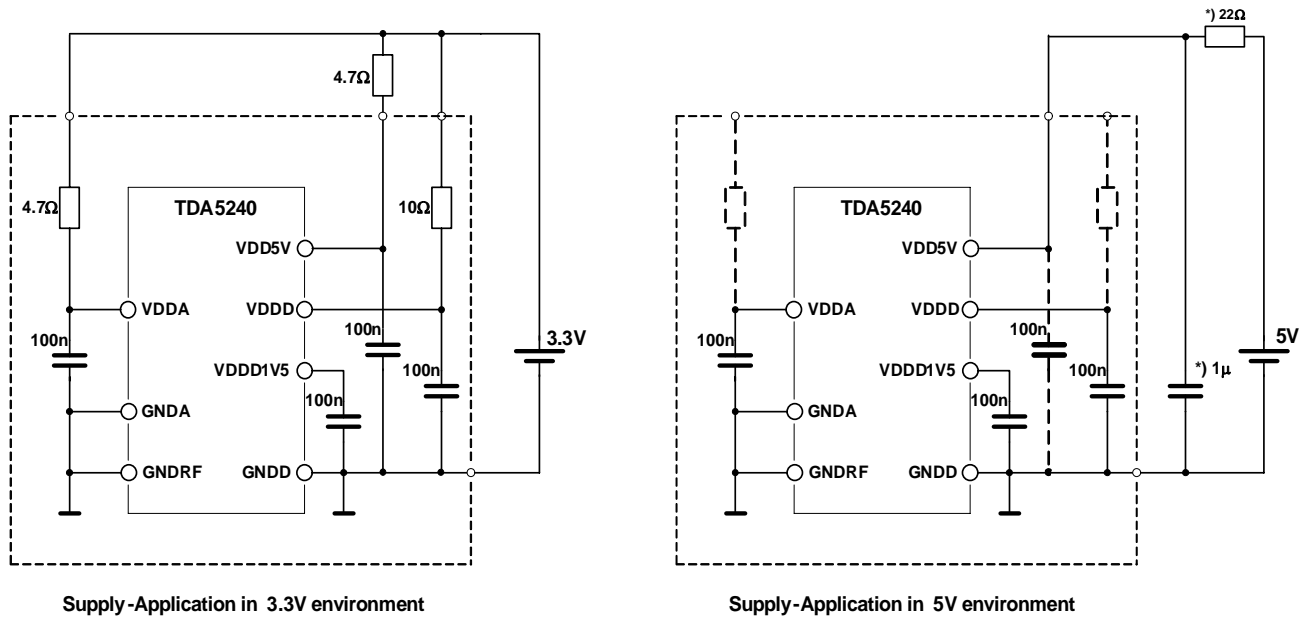 4.7Ω
4.7Ω
10Ω
TDA5240
VDD5V
VDDA
VDDD
100n
100n
3.3V
VDDD1V5
100n
100n
GNDA
GNDRF
GNDD
Supply-Application in 3.3V environment
*) 22Ω
TDA5240
VDD5V
VDDA
VDDD
100n
100n
5V
VDDD1V5
100n
*) 1µ
100n
GNDA
GNDRF
GNDD
Supply-Application in 5V environment